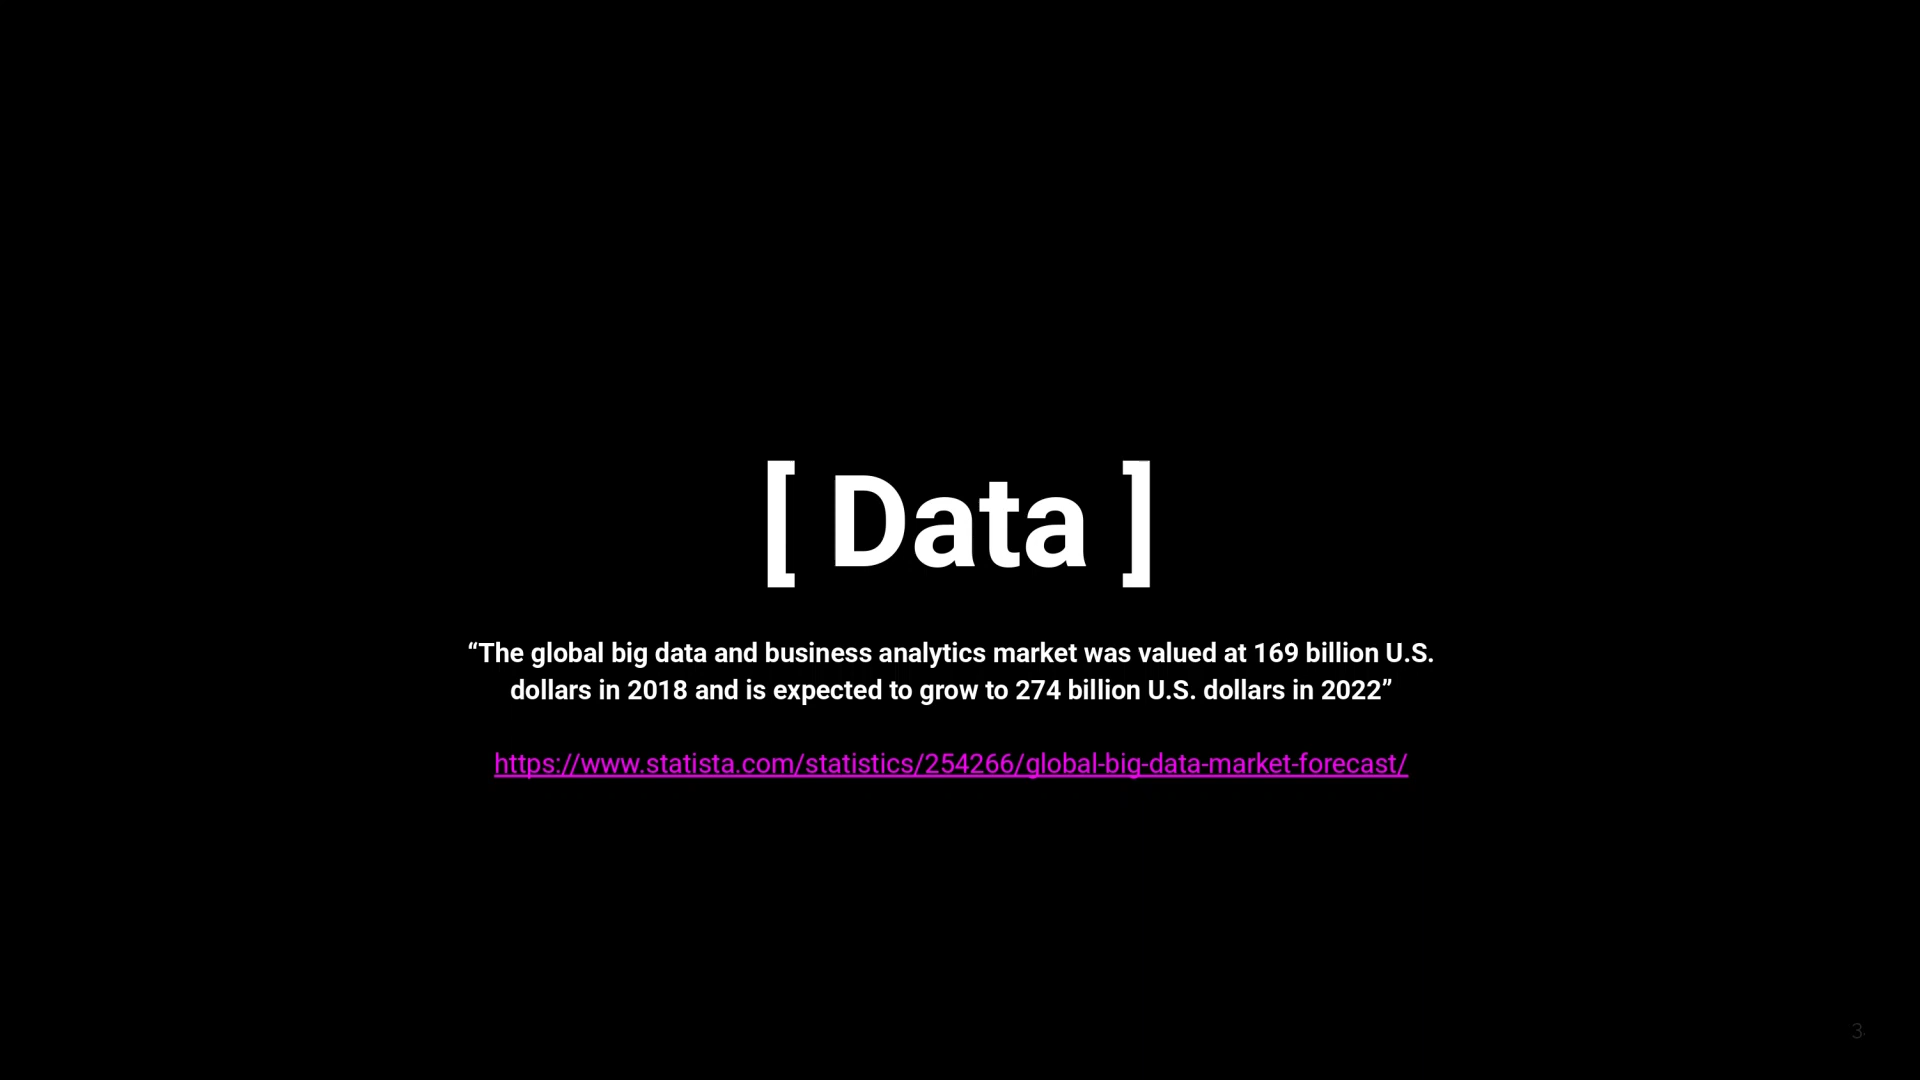 [ Data ]
“The global big data and business analytics market was valued at 169 billion U.S.
dollars in 2018 and is expected to grow to 274 billion U.S. dollars in 2022”
https://www.statista.com/statistics/254266/global-big-data-market-forecast/
3